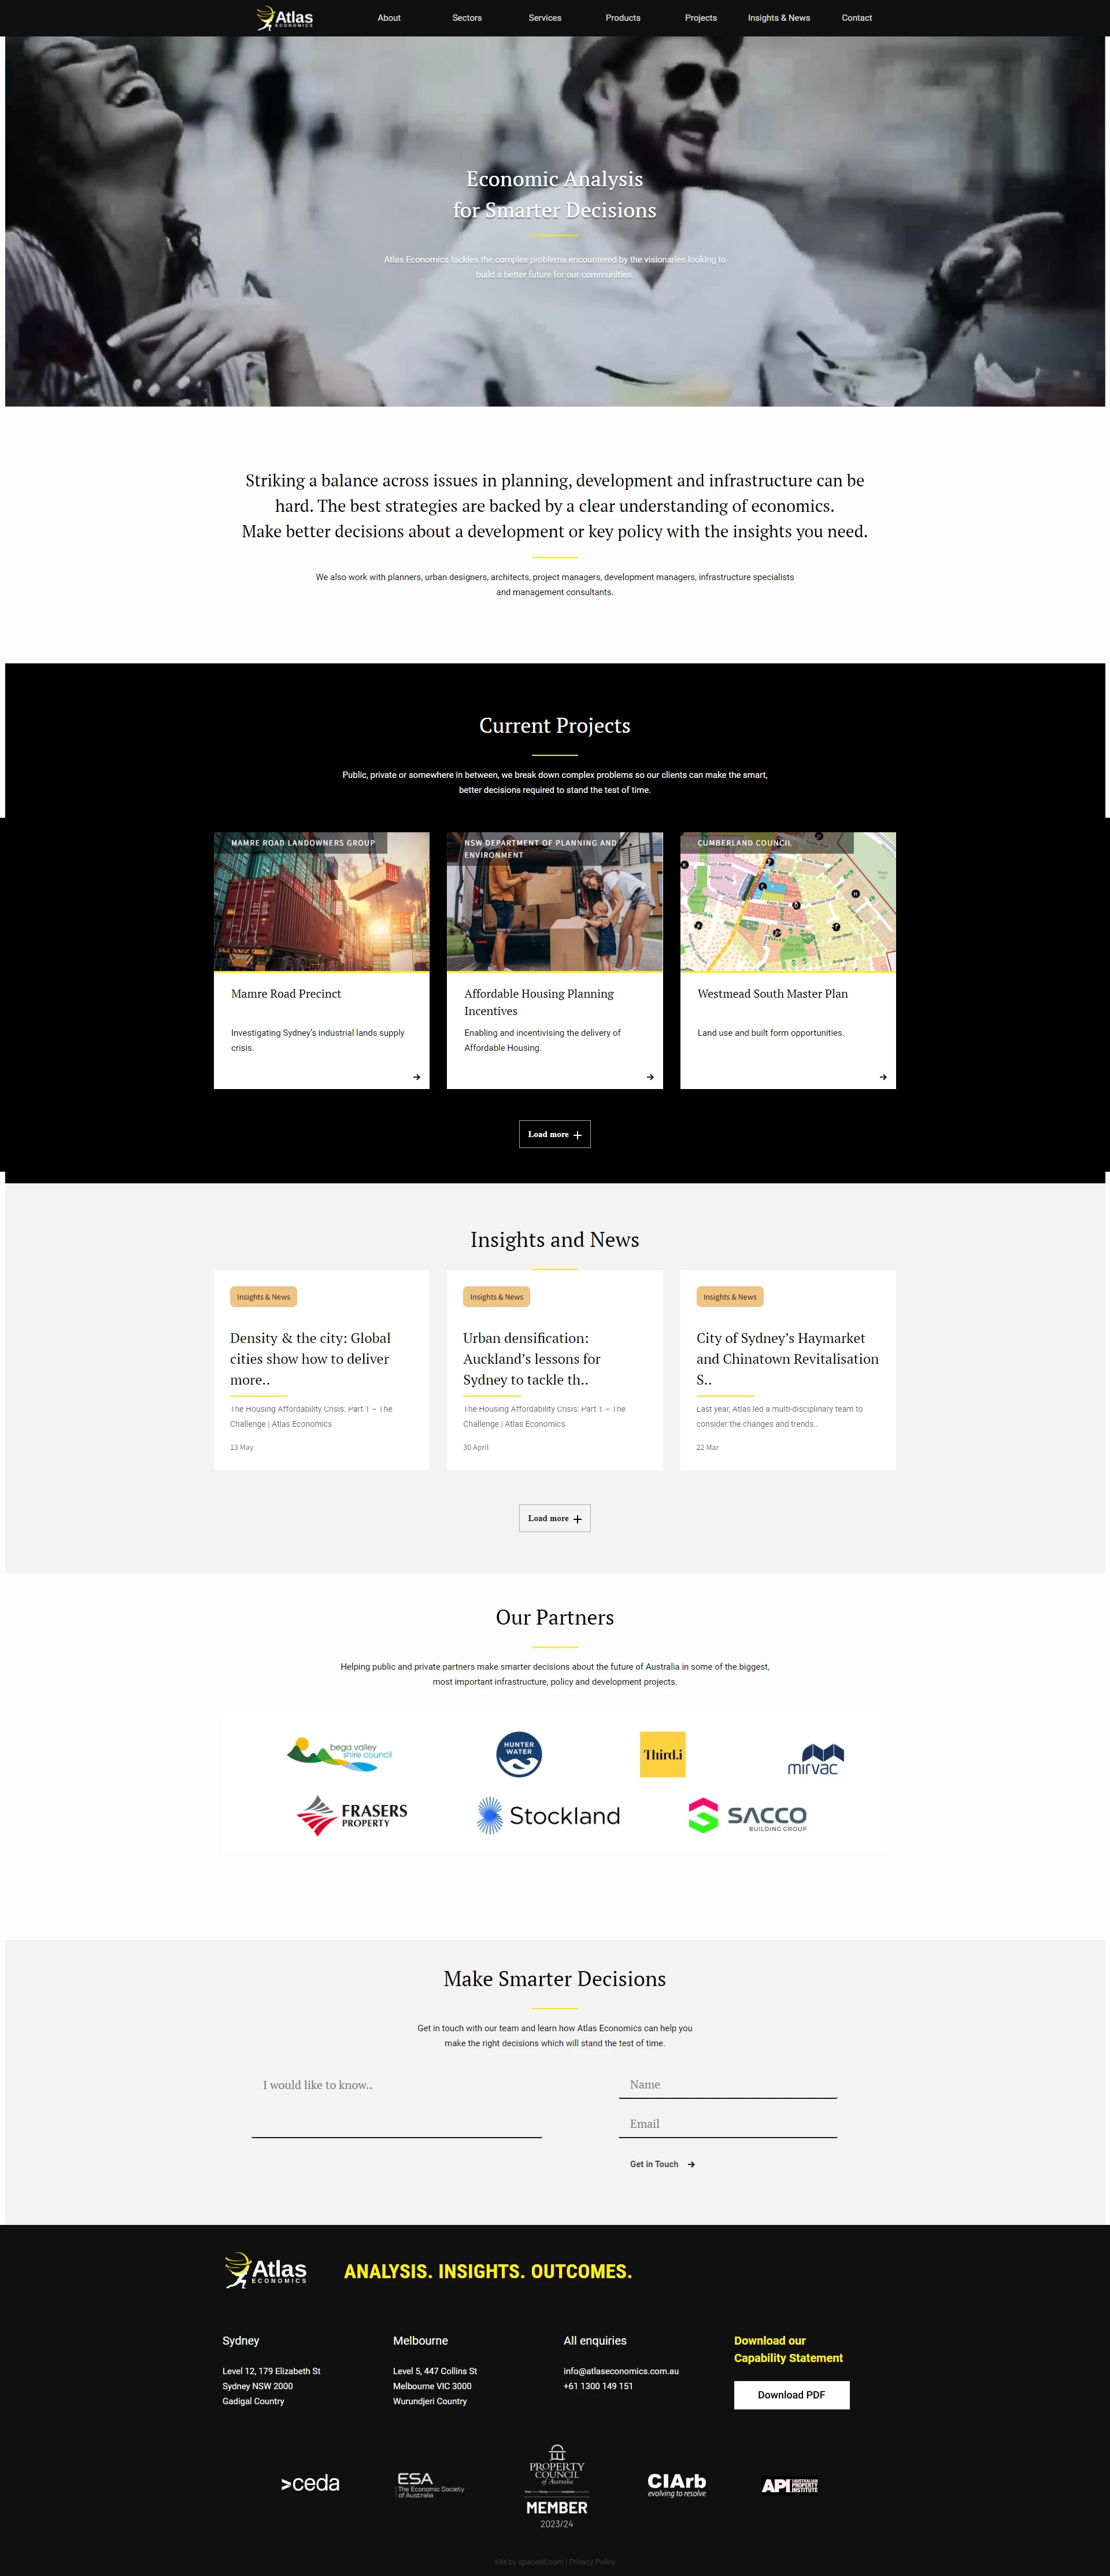 Atlas
ECONOMICS
About
Sectors
Services
Products
Projects
Insights & News
Contact
Economic Analysis
for Smarter Decisions
Atlas Economics tackles the complex problems encountered by the visionaries looking to
build a better future for our communities.
Striking a balance across issues in planning, development and infrastructure can be
hard. The best strategies are backed by a clear understanding of economics.
Make better decisions about a development or key policy with the insights you need.
We also work with planners, urban designers, architects, project managers, development managers, infrastructure specialists
and management consultants.
Current Projects
Public, private or somewhere in between, we break down complex problems so our clients can make the smart,
better decisions required to stand the test of time.
MAMRE ROAD LANDOWNERS GROUP
Mamre Road Precinct
Investigating Sydney's industrial lands supply
crisis.
NSW DEPARTMENT OF PLANNING AND
ENVIRONMENT
Affordable Housing Planning
Incentives
Enabling and incentivising the delivery of
Affordable Housing.
CUMBERLAND COUNCIL
Westmead South Master Plan
Land use and built form opportunities.
Load more
Insights and News
Insights & News
Density & the city: Global
cities show how to deliver
more..
The Housing Affordability Crisis: Part 1 – The
Challenge | Atlas Economics
13 May
Insights & News
Urban densification:
Auckland’s lessons for
Sydney to tackle th..
The Housing Affordability Crisis: Part 1 – The
Challenge | Atlas Economics
30 April
Insights & News
City of Sydney’s Haymarket
and Chinatown Revitalisation
S..
Last year, Atlas led a multi-disciplinary team to
consider the changes and trends..
22 Mar
Load more
Our Partners
Helping public and private partners make smarter decisions about the future of Australia in some of the biggest,
most important infrastructure, policy and development projects.
bega valley
shire council
HUNTER
WATER
Third.i
mirvac
FRASERS
PROPERTY
Stockland
SACCO
BUILDING GROUP
Make Smarter Decisions
Get in touch with our team and learn how Atlas Economics can help you
make the right decisions which will stand the test of time.
I would like to know..
Name
Email
Get in Touch
Atlas
ECONOMICS
ANALYSIS. INSIGHTS. OUTCOMES.
Sydney
Level 12, 179 Elizabeth St
Sydney NSW 2000
Gadigal Country
Melbourne
Level 5, 447 Collins St
Melbourne VIC 3000
Wurundjeri Country
All enquiries
info@atlaseconomics.com.au
+61 1300 149 151
Download our
Capability Statement
Download PDF
>ceda
ESA
The Economic Society
of Australia
PROPERTY
COUNCIL
of Australia
MEMBER
2023/24
CIArb
evolving to resolve
API
AUSTRALIAN
PROPERTY
INSTITUTE
site by space66.com | Privacy Policy